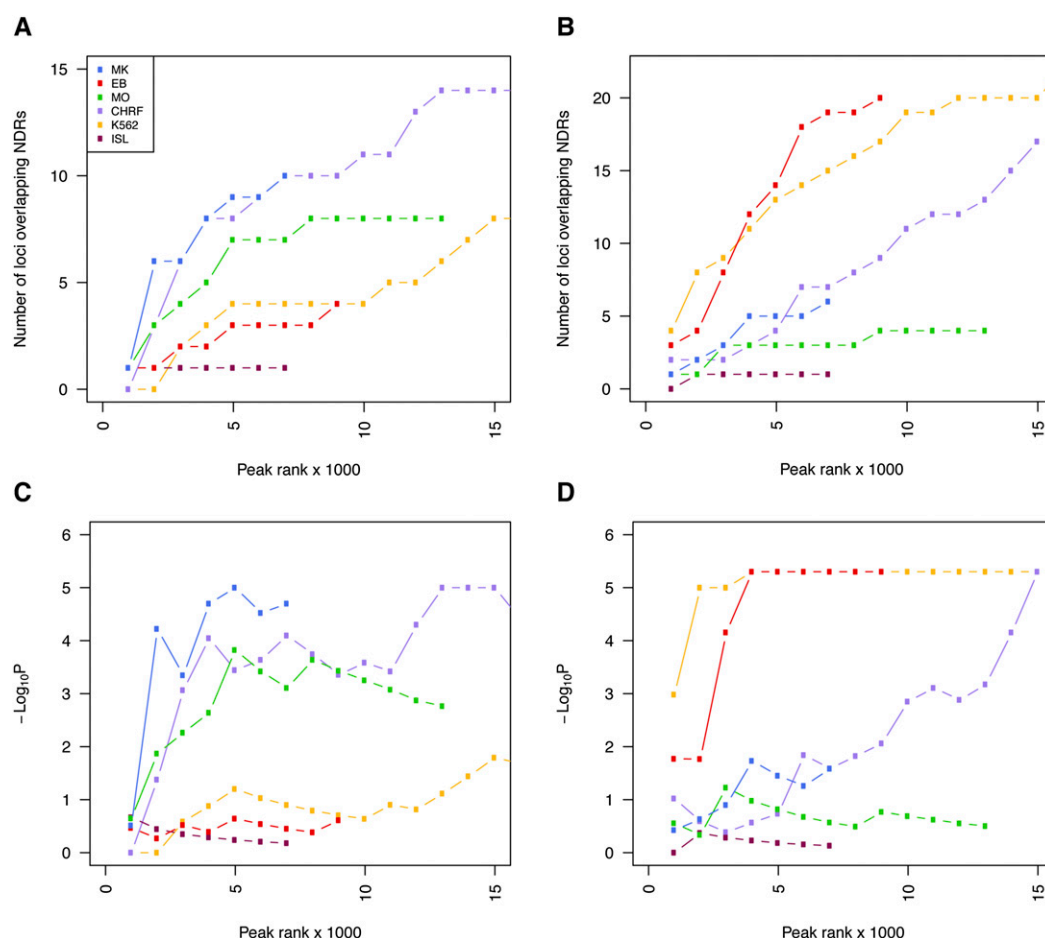 A
B
15
10
5
0
Number of loci overlapping NDRs
MK
EB
MO
CHRF
K562
ISL
0
5
10
15
Peak rank x 1000
20
15
10
5
0
Number of loci overlapping NDRs
0
5
10
15
Peak rank x 1000
C
D
6
5
4
3
2
1
0
−Log₁₀P
0
5
10
15
Peak rank x 1000
6
5
4
3
2
1
0
−Log₁₀P
0
5
10
15
Peak rank x 1000